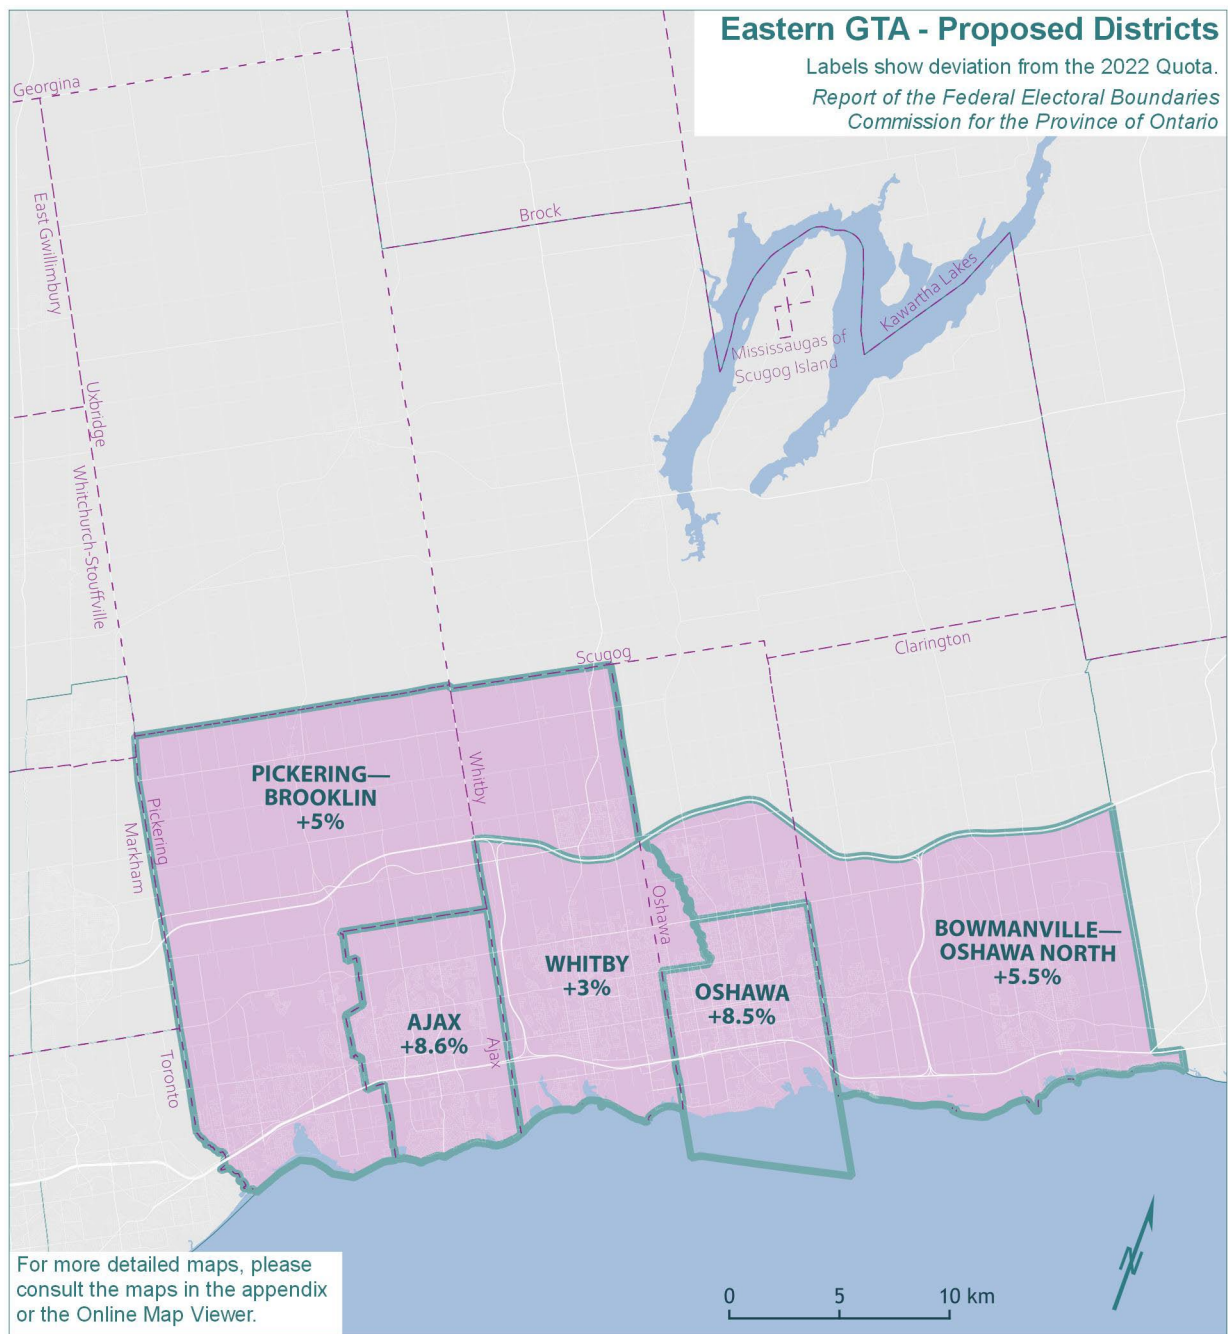 Eastern GTA - Proposed Districts
Labels show deviation from the 2022 Quota.
Report of the Federal Electoral Boundaries
Commission for the Province of Ontario
Georgina
East Gwillimbury
Brock
Kawartha Lakes
Mississaugas of
Scugog Island
Uxbridge
Whitchurch-Stouffville
Scugog
Clarington
PICKERING—
BROOKLIN
+5%
Whitby
Pickering
Markham
Oshawa
BOWMANVILLE—
OSHAWA NORTH
+5.5%
WHITBY
+3%
OSHAWA
+8.5%
AJAX
+8.6%
Ajax
Toronto
For more detailed maps, please
consult the maps in the appendix
or the Online Map Viewer.
0 5 10 km
N